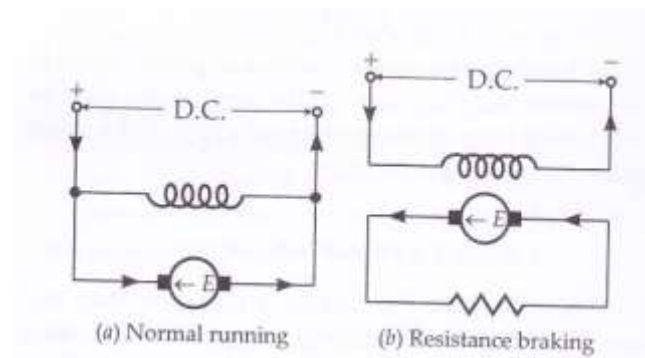 + −
D.C.
← E
(a) Normal running
+ −
D.C.
← E
(b) Resistance braking